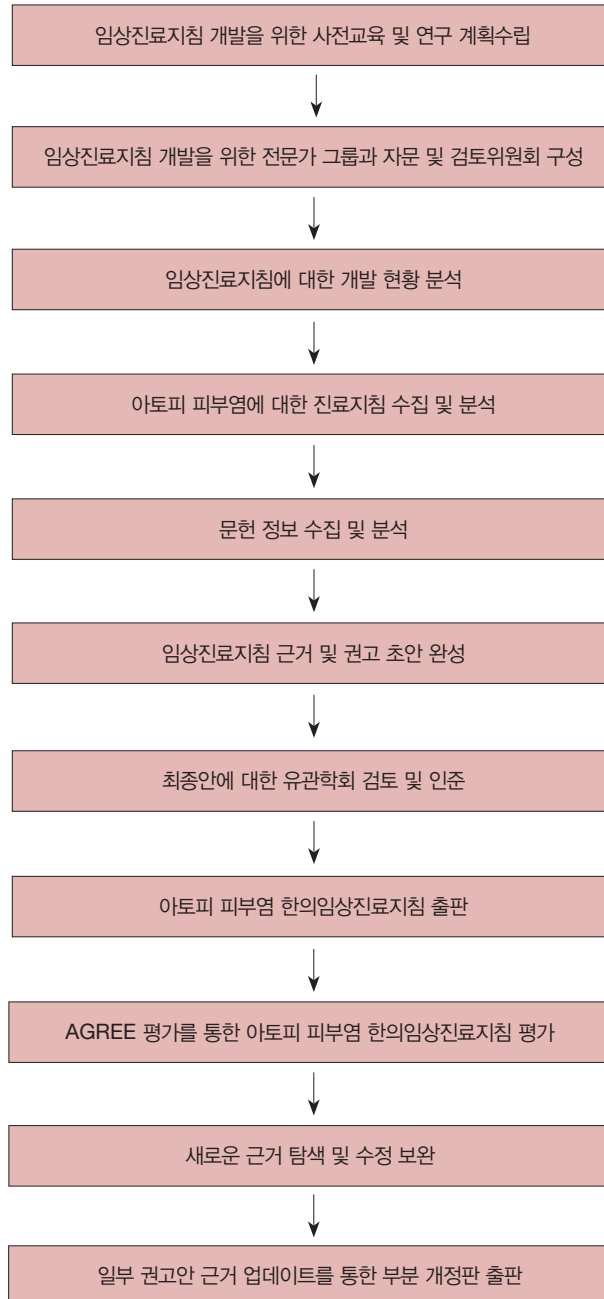 임상진료지침 개발을 위한 사전교육 및 연구 계획수립
임상진료지침 개발을 위한 전문가 그룹과 자문 및 검토위원회 구성
임상진료지침에 대한 개발 현황 분석
아토피 피부염에 대한 진료지침 수집 및 분석
문헌 정보 수집 및 분석
임상진료지침 근거 및 권고 초안 완성
최종안에 대한 유관학회 검토 및 인준
아토피 피부염 한의임상진료지침 출판
AGREE 평가를 통한 아토피 피부염 한의임상진료지침 평가
새로운 근거 탐색 및 수정 보완
일부 권고안 근거 업데이트를 통한 부분 개정판 출판